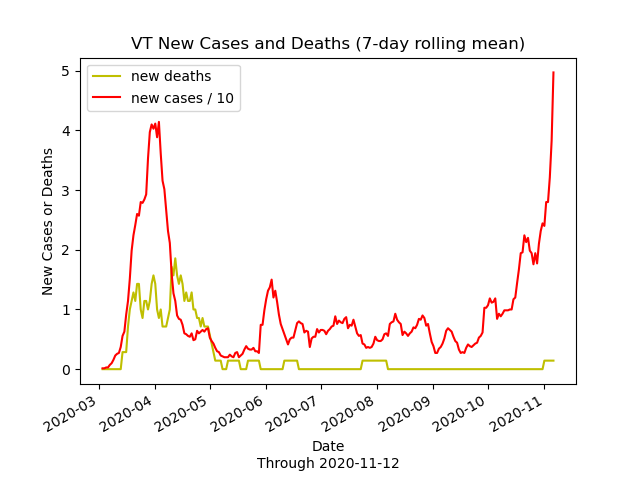 VT New Cases and Deaths (7-day rolling mean)
new deaths
new cases / 10
New Cases or Deaths
5
4
3
2
1
0
2020-03
2020-04
2020-05
2020-06
2020-07
2020-08
2020-09
2020-10
2020-11
Date
Through 2020-11-12